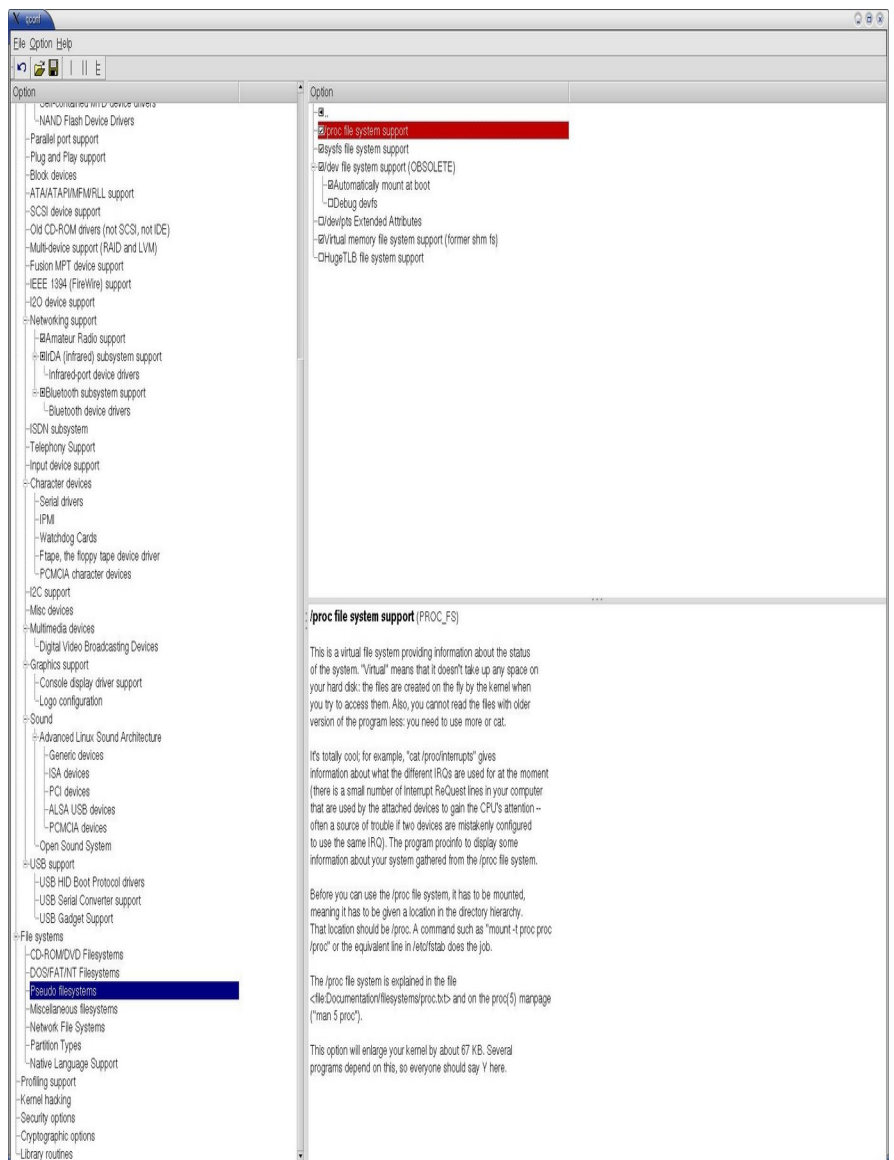 qconf
File Option Help
Option
Self-contained MTD device drivers
NAND Flash Device Drivers
Parallel port support
Plug and Play support
Block devices
ATA/ATAPI/MFM/RLL support
SCSI device support
Old CD-ROM drivers (not SCSI, not IDE)
Multi-device support (RAID and LVM)
Fusion MPT device support
IEEE 1394 (FireWire) support
I2O device support
Networking support
Amateur Radio support
IrDA (infrared) subsystem support
Infrared-port device drivers
Bluetooth subsystem support
Bluetooth device drivers
ISDN subsystem
Telephony Support
Input device support
Character devices
Serial drivers
IPMI
Watchdog Cards
Ftape, the floppy tape device driver
PCMCIA character devices
I2C support
Misc devices
Multimedia devices
Digital Video Broadcasting Devices
Graphics support
Console display driver support
Logo configuration
Sound
Advanced Linux Sound Architecture
Generic devices
ISA devices
PCI devices
ALSA USB devices
PCMCIA devices
Open Sound System
USB support
USB HID Boot Protocol drivers
USB Serial Converter support
USB Gadget Support
File systems
CD-ROM/DVD Filesystems
DOS/FAT/NT Filesystems
Pseudo filesystems
Miscellaneous filesystems
Network File Systems
Partition Types
Native Language Support
Profiling support
Kernel hacking
Security options
Cryptographic options
Library routines
Option
..
/proc file system support
sysfs file system support
/dev file system support (OBSOLETE)
Automatically mount at boot
Debug devfs
/dev/pts Extended Attributes
Virtual memory file system support (former shm fs)
HugeTLB file system support
/proc file system support (PROC_FS)
This is a virtual file system providing information about the status
of the system. "Virtual" means that it doesn't take up any space on
your hard disk: the files are created on the fly by the kernel when
you try to access them. Also, you cannot read the files with older
version of the program less: you need to use more or cat.
It's totally cool; for example, "cat /proc/interrupts" gives
information about what the different IRQs are used for at the moment
(there is a small number of Interrupt ReQuest lines in your computer
that are used by the attached devices to gain the CPU's attention --
often a source of trouble if two devices are mistakenly configured
to use the same IRQ). The program procinfo to display some
information about your system gathered from the /proc file system.
Before you can use the /proc file system, it has to be mounted,
meaning it has to be given a location in the directory hierarchy.
That location should be /proc. A command such as "mount -t proc proc
/proc" or the equivalent line in /etc/fstab does the job.
The /proc file system is explained in the file
<file:Documentation/filesystems/proc.txt> and on the proc(5) manpage
("man 5 proc").
This option will enlarge your kernel by about 67 KB. Several
programs depend on this, so everyone should say Y here.